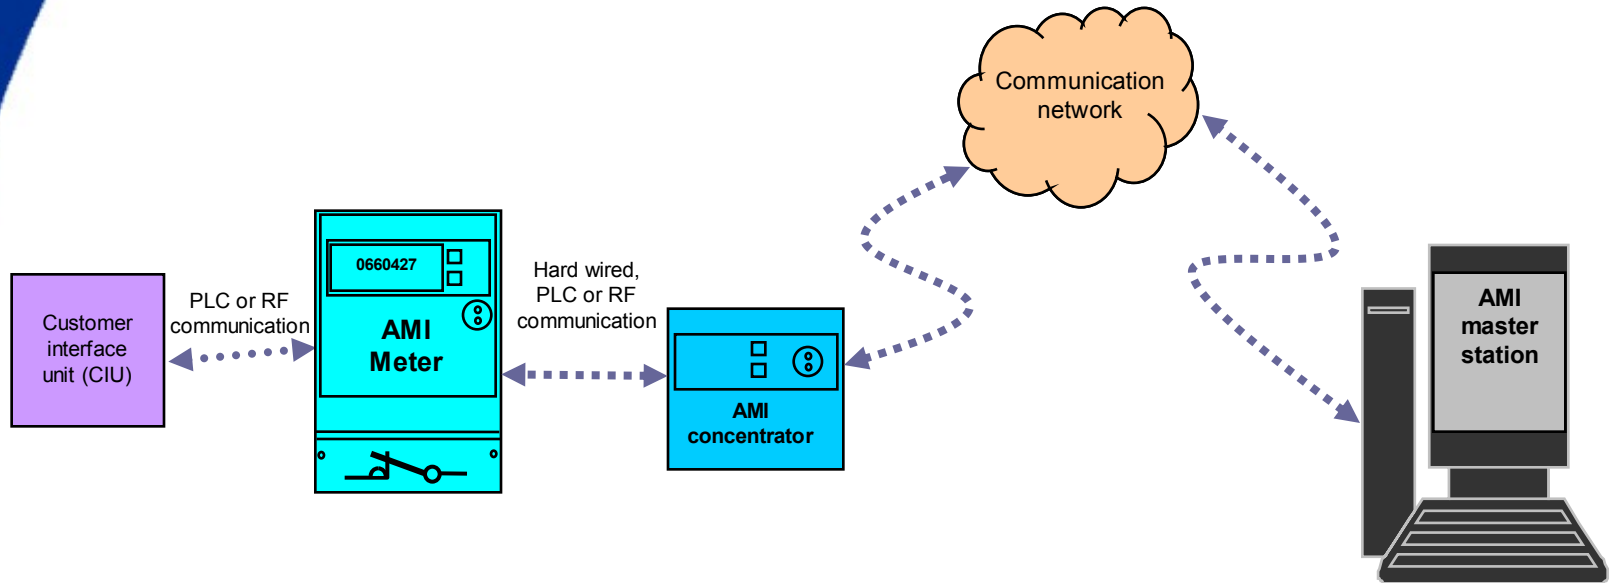 Customer
interface
unit (CIU)
PLC or RF
communication
0660427
AMI
Meter
Hard wired,
PLC or RF
communication
AMI
concentrator
Communication
network
AMI
master
station